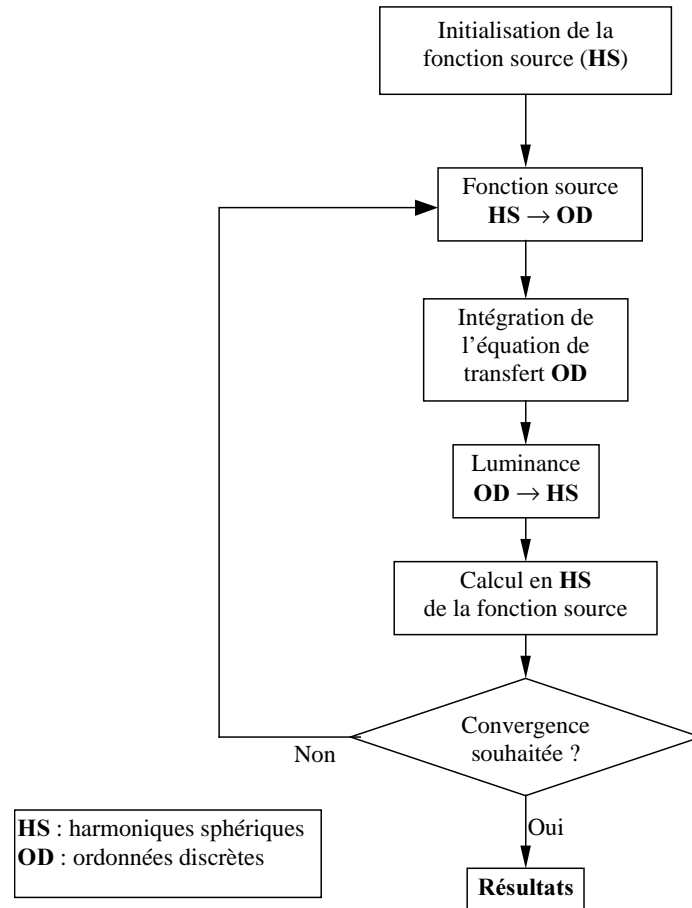 Initialisation de la
fonction source (HS)
Fonction source
HS → OD
Intégration de
l’équation de
transfert OD
Luminance
OD → HS
Calcul en HS
de la fonction source
Convergence
souhaitée ?
Non
Oui
Résultats
HS : harmoniques sphériques
OD : ordonnées discrètes